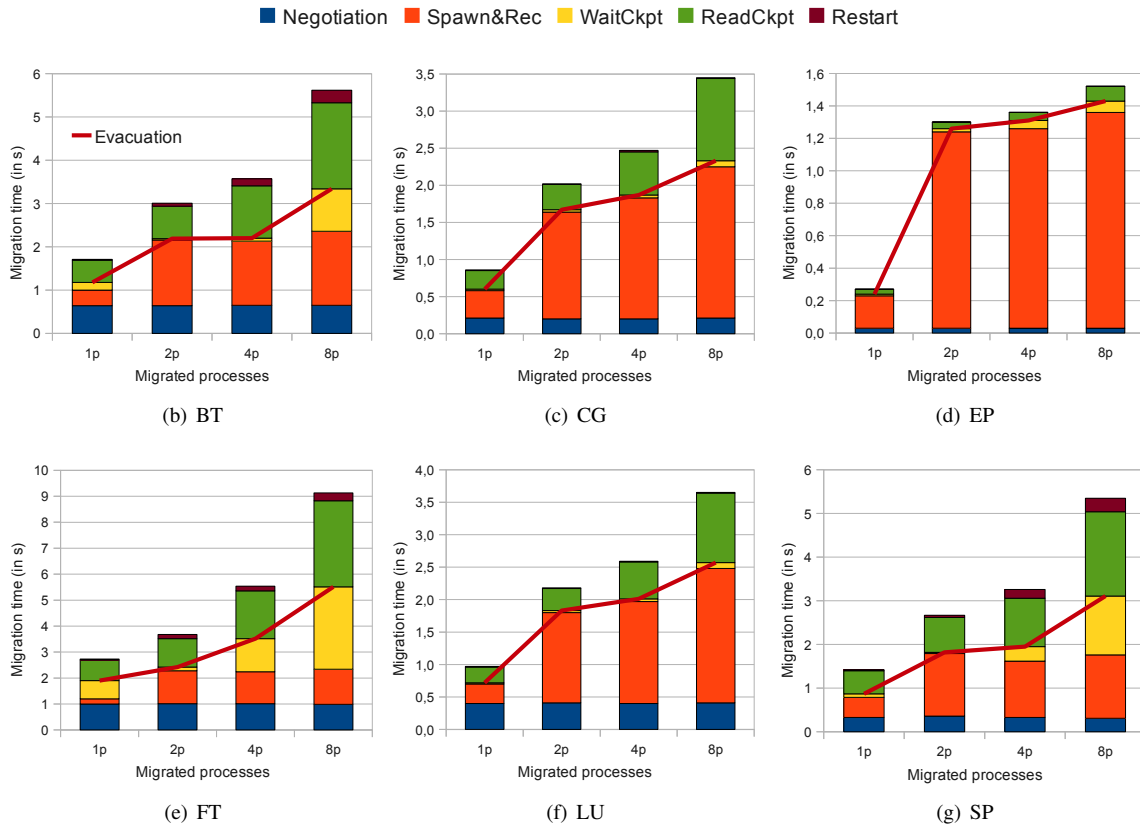 Negotiation Spawn&Rec WaitCkpt ReadCkpt Restart
Migration time (in s)
6
5
4
3
2
1
0
Evacuation
1p 2p 4p 8p
Migrated processes
(b) BT
Migration time (in s)
3,5
3,0
2,5
2,0
1,5
1,0
0,5
0,0
1p 2p 4p 8p
Migrated processes
(c) CG
Migration time (in s)
1,6
1,4
1,2
1,0
0,8
0,6
0,4
0,2
0,0
1p 2p 4p 8p
Migrated processes
(d) EP
Migration time (in s)
10
9
8
7
6
5
4
3
2
1
0
1p 2p 4p 8p
Migrated processes
(e) FT
Migration time (in s)
4,0
3,5
3,0
2,5
2,0
1,5
1,0
0,5
0,0
1p 2p 4p 8p
Migrated processes
(f) LU
Migration time (in s)
6
5
4
3
2
1
0
1p 2p 4p 8p
Migrated processes
(g) SP